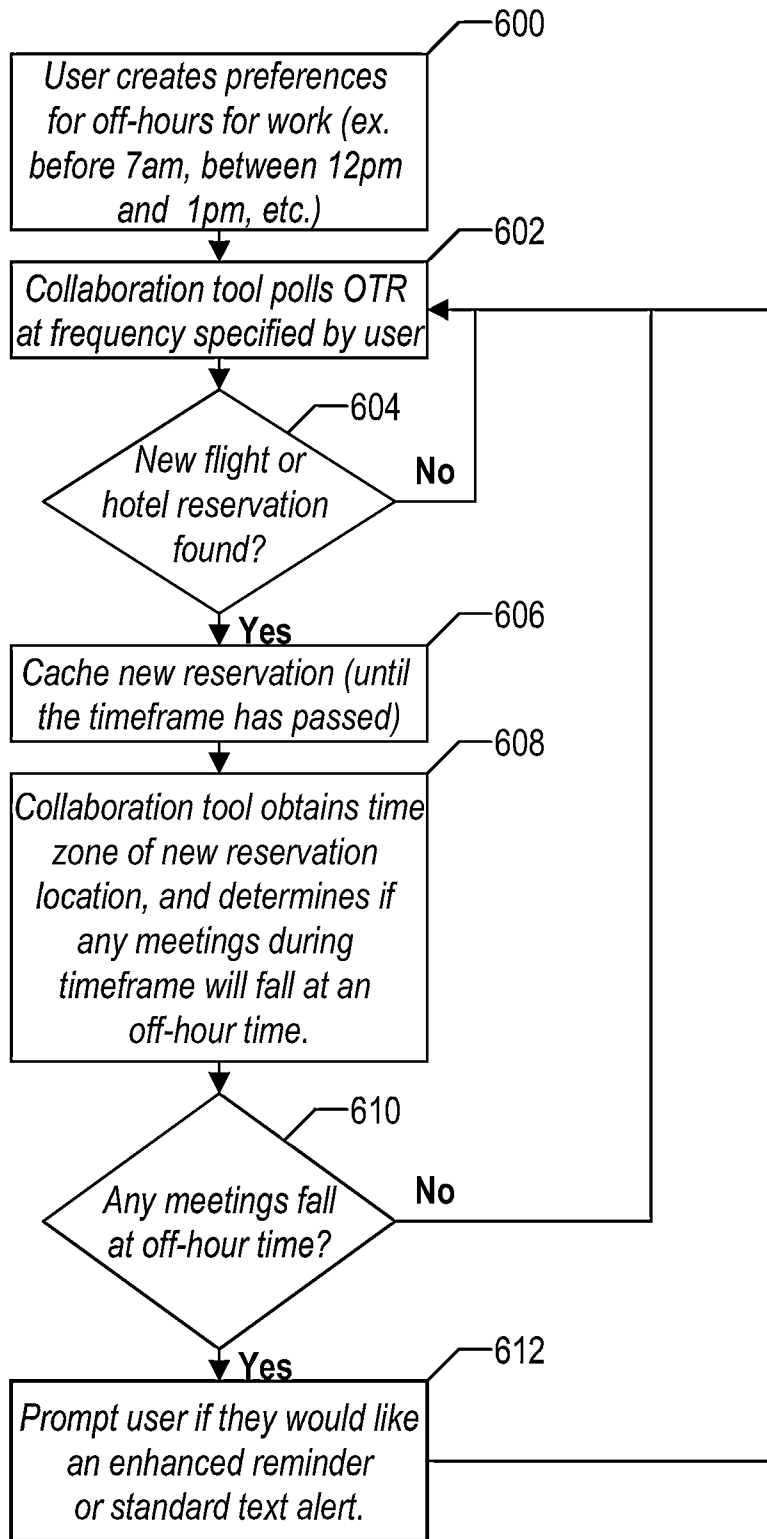 600
User creates preferences
for off-hours for work (ex.
before 7am, between 12pm
and 1pm, etc.)
602
Collaboration tool polls OTR
at frequency specified by user
604
New flight or
hotel reservation
found?
No
Yes
606
Cache new reservation (until
the timeframe has passed)
608
Collaboration tool obtains time
zone of new reservation
location, and determines if
any meetings during
timeframe will fall at an
off-hour time.
610
Any meetings fall
at off-hour time?
No
Yes
612
Prompt user if they would like
an enhanced reminder
or standard text alert.